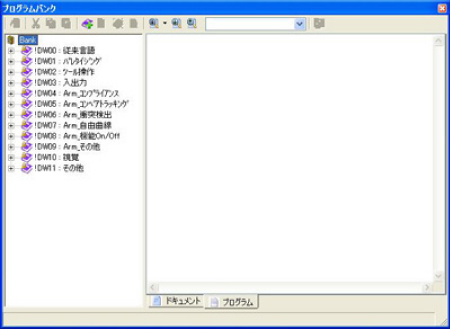 プログラムバンク
Bank
!DW00 : 従来言語
!DW01 : パレタイジング
!DW02 : ツール操作
!DW03 : 入出力
!DW04 : Arm_コンプライアンス
!DW05 : Arm_コンベアトラッキング
!DW06 : Arm_衝突検出
!DW07 : Arm_自由曲線
!DW08 : Arm_機能On/Off
!DW09 : Arm_その他
!DW10 : 視覚
!DW11 : その他
ドキュメント プログラム